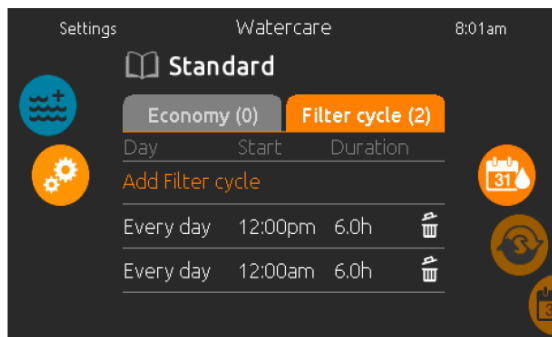 Settings Watercare 8:01am
Standard
Economy (0) Filter cycle (2)
Day Start Duration
Add Filter cycle
Every day 12:00pm 6.0h
Every day 12:00am 6.0h
31